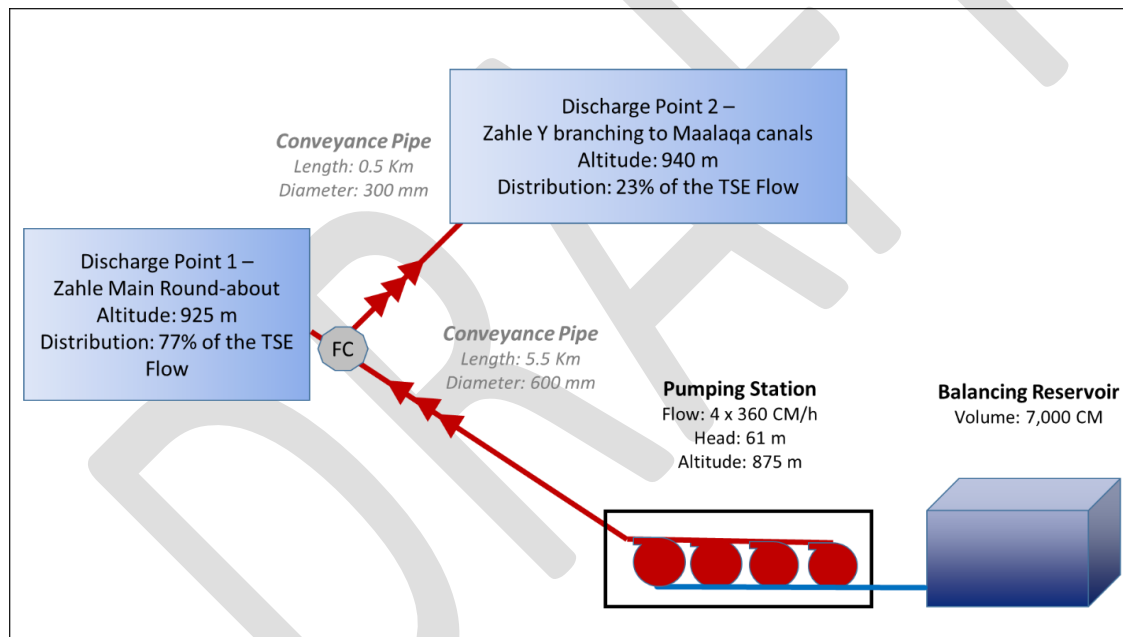 Discharge Point 2 –
Zahle Y branching to Maalaqa canals
Altitude: 940 m
Distribution: 23% of the TSE Flow
Conveyance Pipe
Length: 0.5 Km
Diameter: 300 mm
Discharge Point 1 –
Zahle Main Round-about
Altitude: 925 m
Distribution: 77% of the TSE
Flow
FC
Conveyance Pipe
Length: 5.5 Km
Diameter: 600 mm
Pumping Station
Flow: 4 x 360 CM/h
Head: 61 m
Altitude: 875 m
Balancing Reservoir
Volume: 7,000 CM
DRAFT